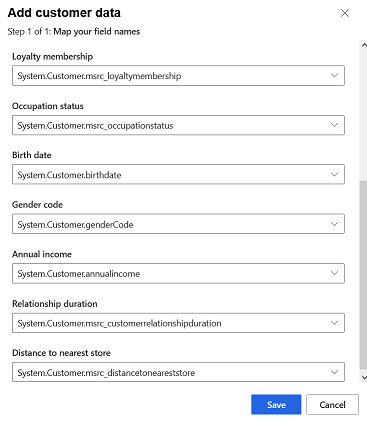 Add customer data
Step 1 of 1: Map your field names
Loyalty membership
System.Customer.msrc_loyaltymembership
Occupation status
System.Customer.msrc_occupationstatus
Birth date
System.Customer.birthdate
Gender code
System.Customer.genderCode
Annual income
System.Customer.annualincome
Relationship duration
System.Customer.msrc_customerrelationshipduration
Distance to nearest store
System.Customer.msrc_distancetoneareststore
Save Cancel